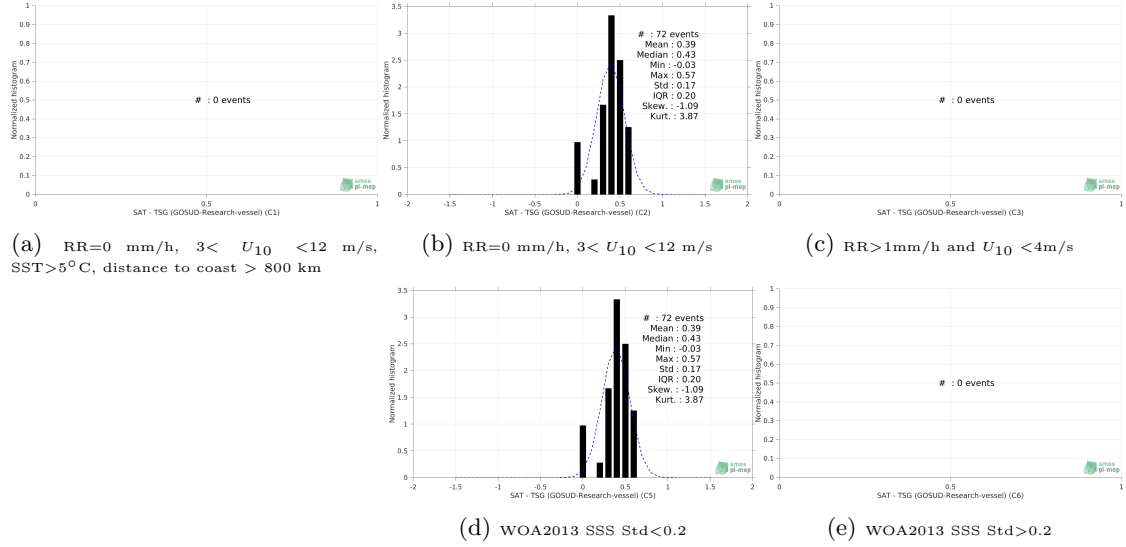 1
0.9
0.8
0.7
0.6
0.5
0.4
0.3
0.2
0.1
0
Normalized histogram
# : 0 events
0 0.5 1
SAT - TSG (GOSUD-Research-vessel) (C1)
smos
pi-mep
(a) RR=0 mm/h, 3< U10 <12 m/s,
SST>5°C, distance to coast > 800 km
3.5
3
2.5
2
1.5
1
0.5
0
Normalized histogram
# : 72 events
Mean : 0.39
Median : 0.43
Min : -0.03
Max : 0.57
Std : 0.17
IQR : 0.20
Skew. : -1.09
Kurt. : 3.87
-2 -1.5 -1 -0.5 0 0.5 1 1.5 2
SAT - TSG (GOSUD-Research-vessel) (C2)
smos
pi-mep
(b) RR=0 mm/h, 3< U10 <12 m/s
1
0.9
0.8
0.7
0.6
0.5
0.4
0.3
0.2
0.1
0
Normalized histogram
# : 0 events
0 0.5 1
SAT - TSG (GOSUD-Research-vessel) (C3)
smos
pi-mep
(c) RR>1mm/h and U10 <4m/s
3.5
3
2.5
2
1.5
1
0.5
0
Normalized histogram
# : 72 events
Mean : 0.39
Median : 0.43
Min : -0.03
Max : 0.57
Std : 0.17
IQR : 0.20
Skew. : -1.09
Kurt. : 3.87
-2 -1.5 -1 -0.5 0 0.5 1 1.5 2
SAT - TSG (GOSUD-Research-vessel) (C5)
smos
pi-mep
(d) WOA2013 SSS Std<0.2
1
0.9
0.8
0.7
0.6
0.5
0.4
0.3
0.2
0.1
0
Normalized histogram
# : 0 events
0 0.5 1
SAT - TSG (GOSUD-Research-vessel) (C6)
smos
pi-mep
(e) WOA2013 SSS Std>0.2